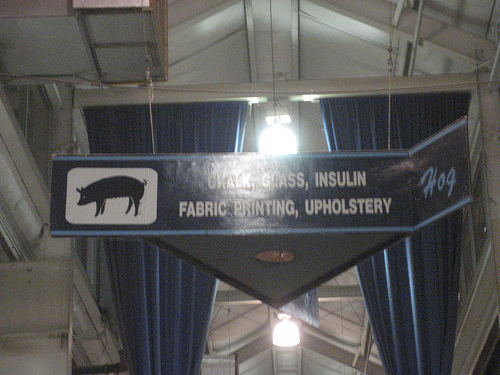 CHALK, GLASS, INSULIN
FABRIC PRINTING, UPHOLSTERY
Hog